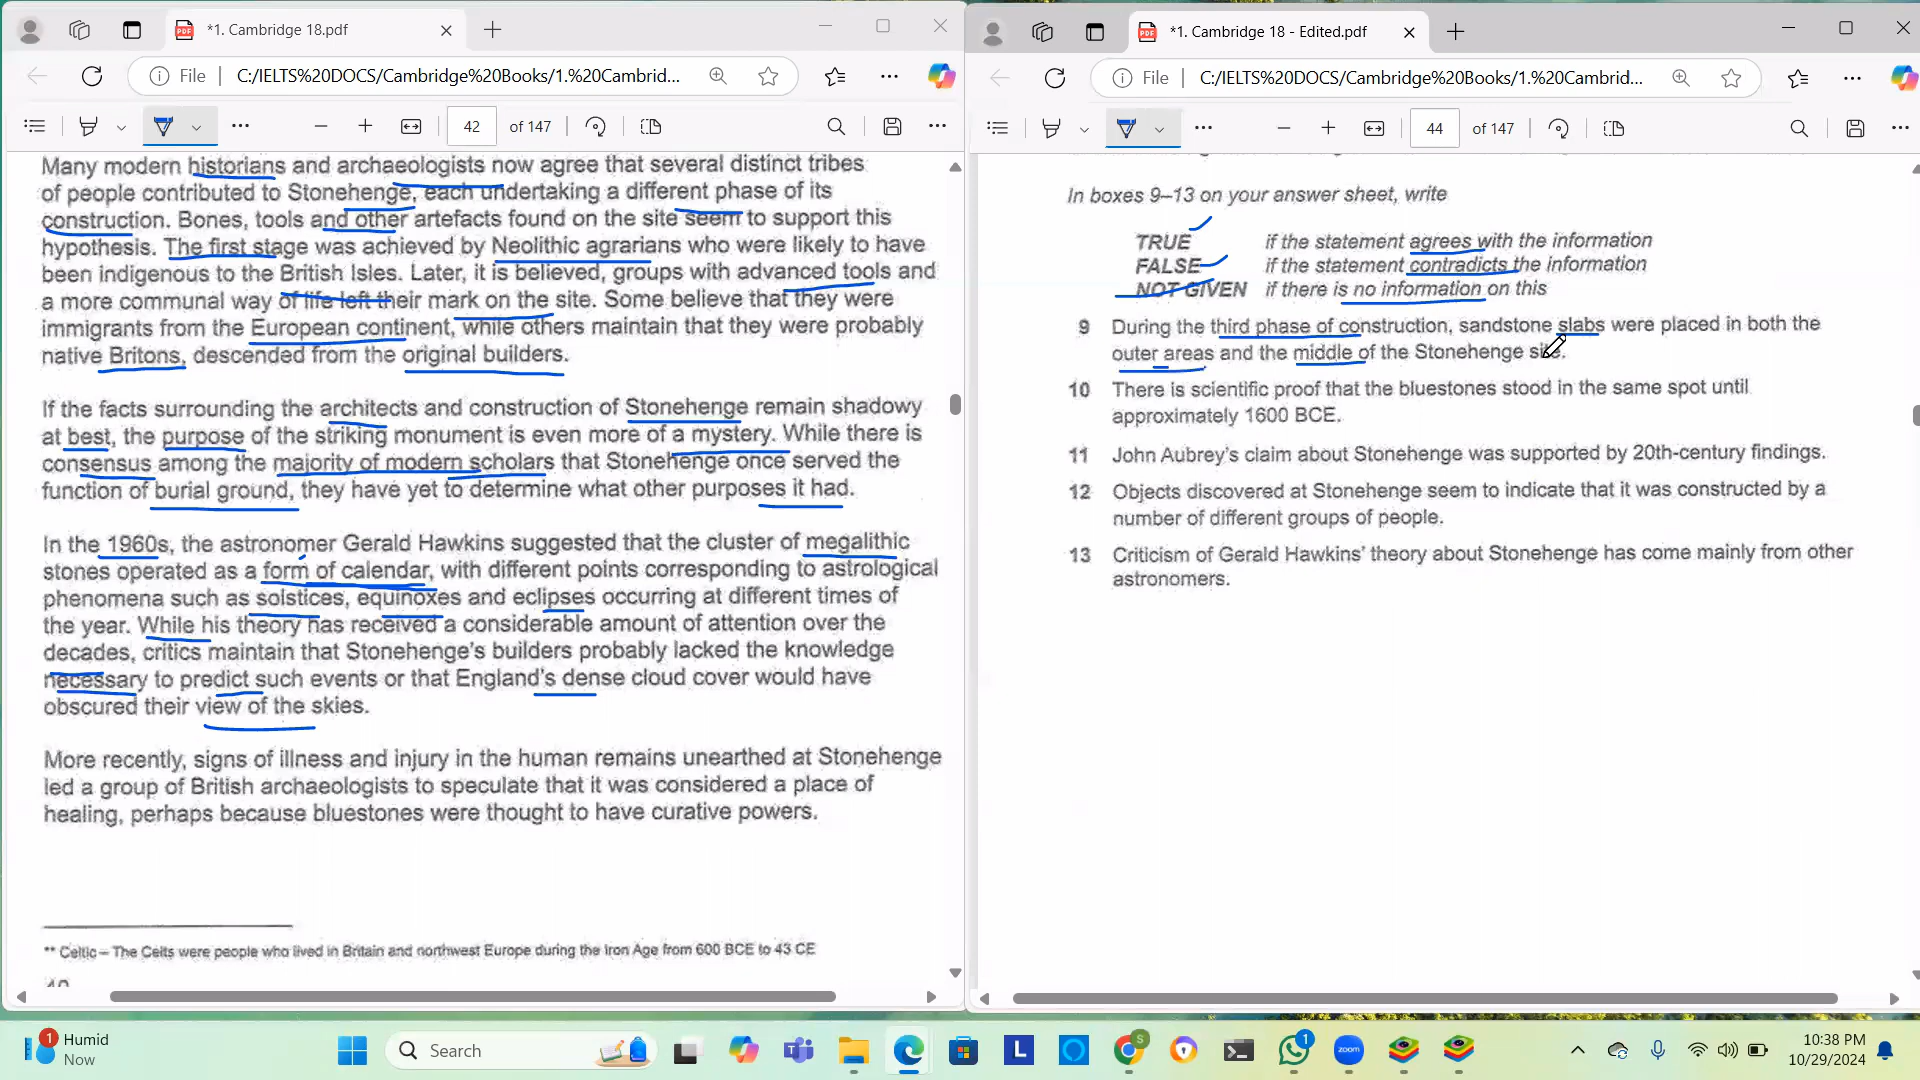 *1. Cambridge 18.pdf
File
C:/IELTS%20DOCS/Cambridge%20Books/1.%20Cambrid...
42
of 147
Many modern historians and archaeologists now agree that several distinct tribes
of people contributed to Stonehenge, each undertaking a different phase of its
construction. Bones, tools and other artefacts found on the site seem to support this
hypothesis. The first stage was achieved by Neolithic agrarians who were likely to have
been indigenous to the British Isles. Later, it is believed, groups with advanced tools and
a more communal way of life left their mark on the site. Some believe that they were
immigrants from the European continent, while others maintain that they were probably
native Britons, descended from the original builders.
If the facts surrounding the architects and construction of Stonehenge remain shadowy
at best, the purpose of the striking monument is even more of a mystery. While there is
consensus among the majority of modern scholars that Stonehenge once served the
function of burial ground, they have yet to determine what other purposes it had.
In the 1960s, the astronomer Gerald Hawkins suggested that the cluster of megalithic
stones operated as a form of calendar, with different points corresponding to astrological
phenomena such as solstices, equinoxes and eclipses occurring at different times of
the year. While his theory has received a considerable amount of attention over the
decades, critics maintain that Stonehenge's builders probably lacked the knowledge
necessary to predict such events or that England's dense cloud cover would have
obscured their view of the skies.
More recently, signs of illness and injury in the human remains unearthed at Stonehenge
led a group of British archaeologists to speculate that it was considered a place of
healing, perhaps because bluestones were thought to have curative powers.
** Celtic – The Celts were people who lived in Britain and northwest Europe during the Iron Age from 600 BCE to 43 CE
*1. Cambridge 18 - Edited.pdf
File
C:/IELTS%20DOCS/Cambridge%20Books/1.%20Cambrid...
44
of 147
In boxes 9–13 on your answer sheet, write
TRUE if the statement agrees with the information
FALSE if the statement contradicts the information
NOT GIVEN if there is no information on this
9 During the third phase of construction, sandstone slabs were placed in both the
outer areas and the middle of the Stonehenge site.
10 There is scientific proof that the bluestones stood in the same spot until
approximately 1600 BCE.
11 John Aubrey's claim about Stonehenge was supported by 20th-century findings.
12 Objects discovered at Stonehenge seem to indicate that it was constructed by a
number of different groups of people.
13 Criticism of Gerald Hawkins' theory about Stonehenge has come mainly from other
astronomers.
1
Humid
Now
Search
L
S
1
zoom
10:38 PM
10/29/2024